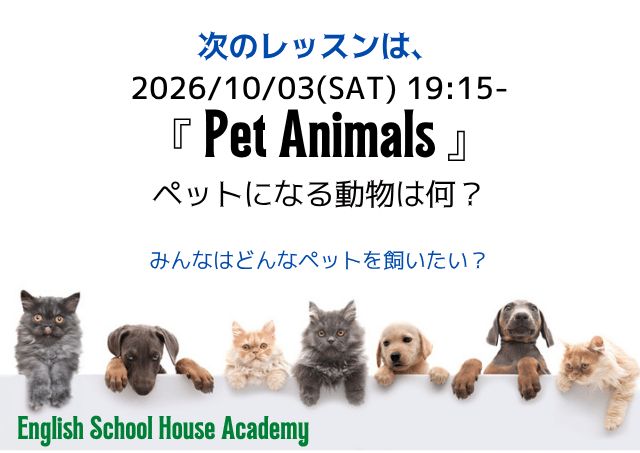 次のレッスンは、
2026/10/03(SAT) 19:15-
『 Pet Animals 』
ペットになる動物は何？
みんなはどんなペットを飼いたい？
English School House Academy